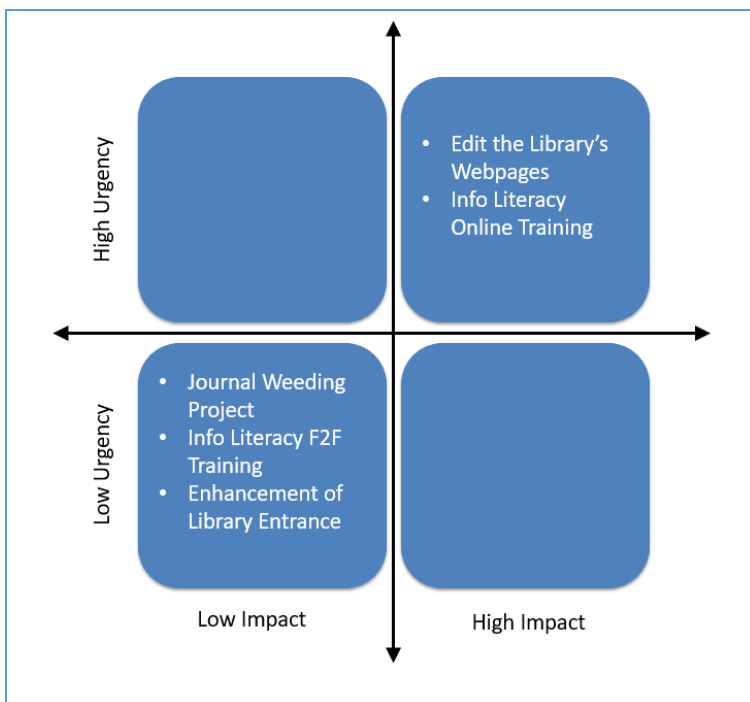 High Urgency
• Edit the Library’s
Webpages
• Info Literacy
Online Training
Low Urgency
• Journal Weeding
Project
• Info Literacy F2F
Training
• Enhancement of
Library Entrance
Low Impact
High Impact